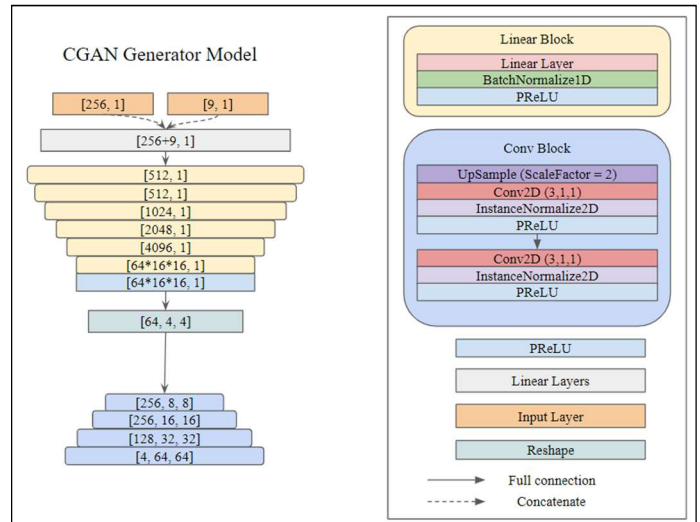 CGAN Generator Model
[256, 1]
[9, 1]
[256+9, 1]
[512, 1]
[512, 1]
[1024, 1]
[2048, 1]
[4096, 1]
[64*16*16, 1]
[64*16*16, 1]
[64, 4, 4]
[256, 8, 8]
[256, 16, 16]
[128, 32, 32]
[4, 64, 64]
Linear Block
Linear Layer
BatchNormalize1D
PReLU
Conv Block
UpSample (ScaleFactor = 2)
Conv2D (3,1,1)
InstanceNormalize2D
PReLU
Conv2D (3,1,1)
InstanceNormalize2D
PReLU
PReLU
Linear Layers
Input Layer
Reshape
Full connection
Concatenate